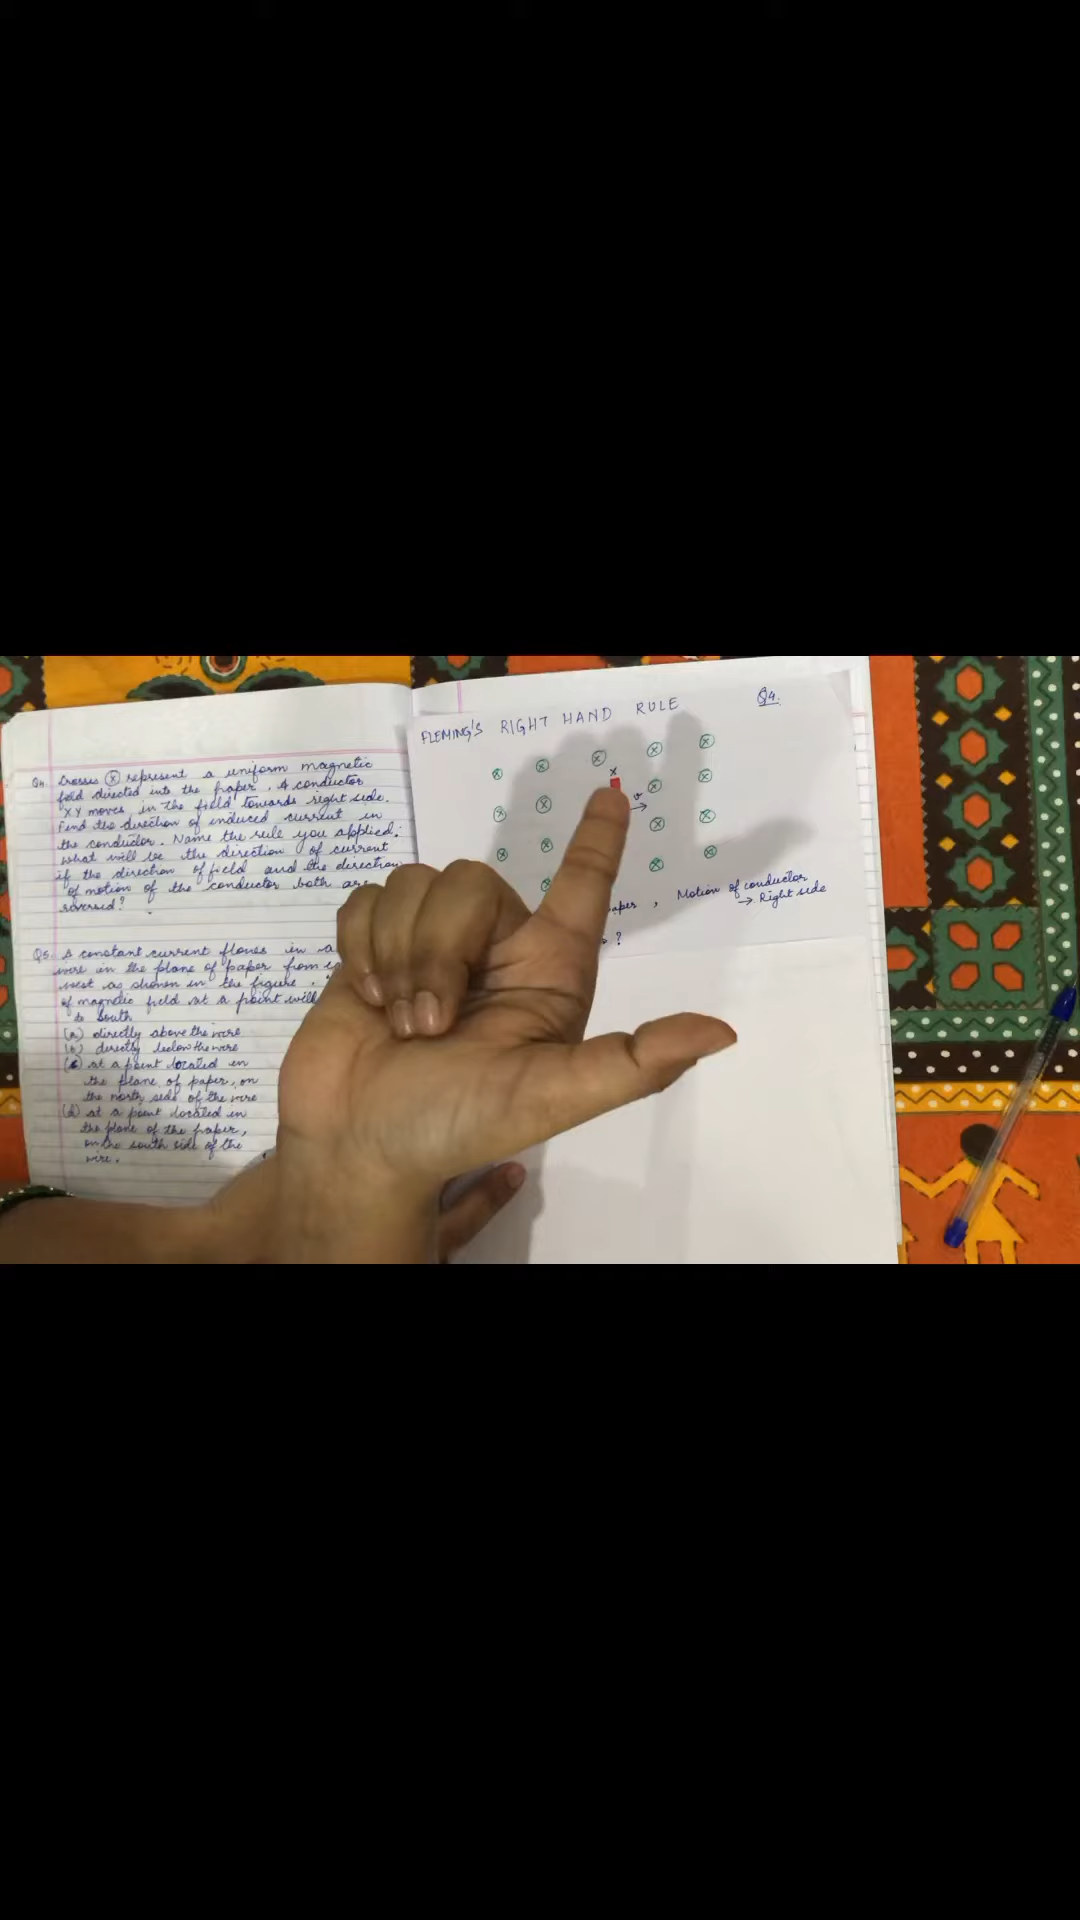 Q4. Crosses ⓧ represent a uniform magnetic
field directed into the paper. A conductor
XY moves in the field towards right side.
Find the direction of induced current in
the conductor. Name the rule you applied.
What will be the direction of current
if the direction of field and the direction
of motion of the conductor both are
reversed?
Q5. A constant current flows in a
wire in the plane of paper from
west as shown in the figure.
of magnetic field at a point will
to South
(a) directly above the wire
(b) directly below the wire
(c) at a point located in
the plane of paper, on
the north side of the wire
(d) at a point located in
the plane of the paper,
on the south side of the
wire.
FLEMING'S RIGHT HAND RULE
Q4.
ⓧ ⓧ ⓧ ⓧ ⓧ
X
ⓧ ⓧ ⓧ ⓧ
v
→
ⓧ ⓧ ⓧ ⓧ
ⓧ ⓧ ⓧ ⓧ
aper, Motion of conductor
→ Right side
?